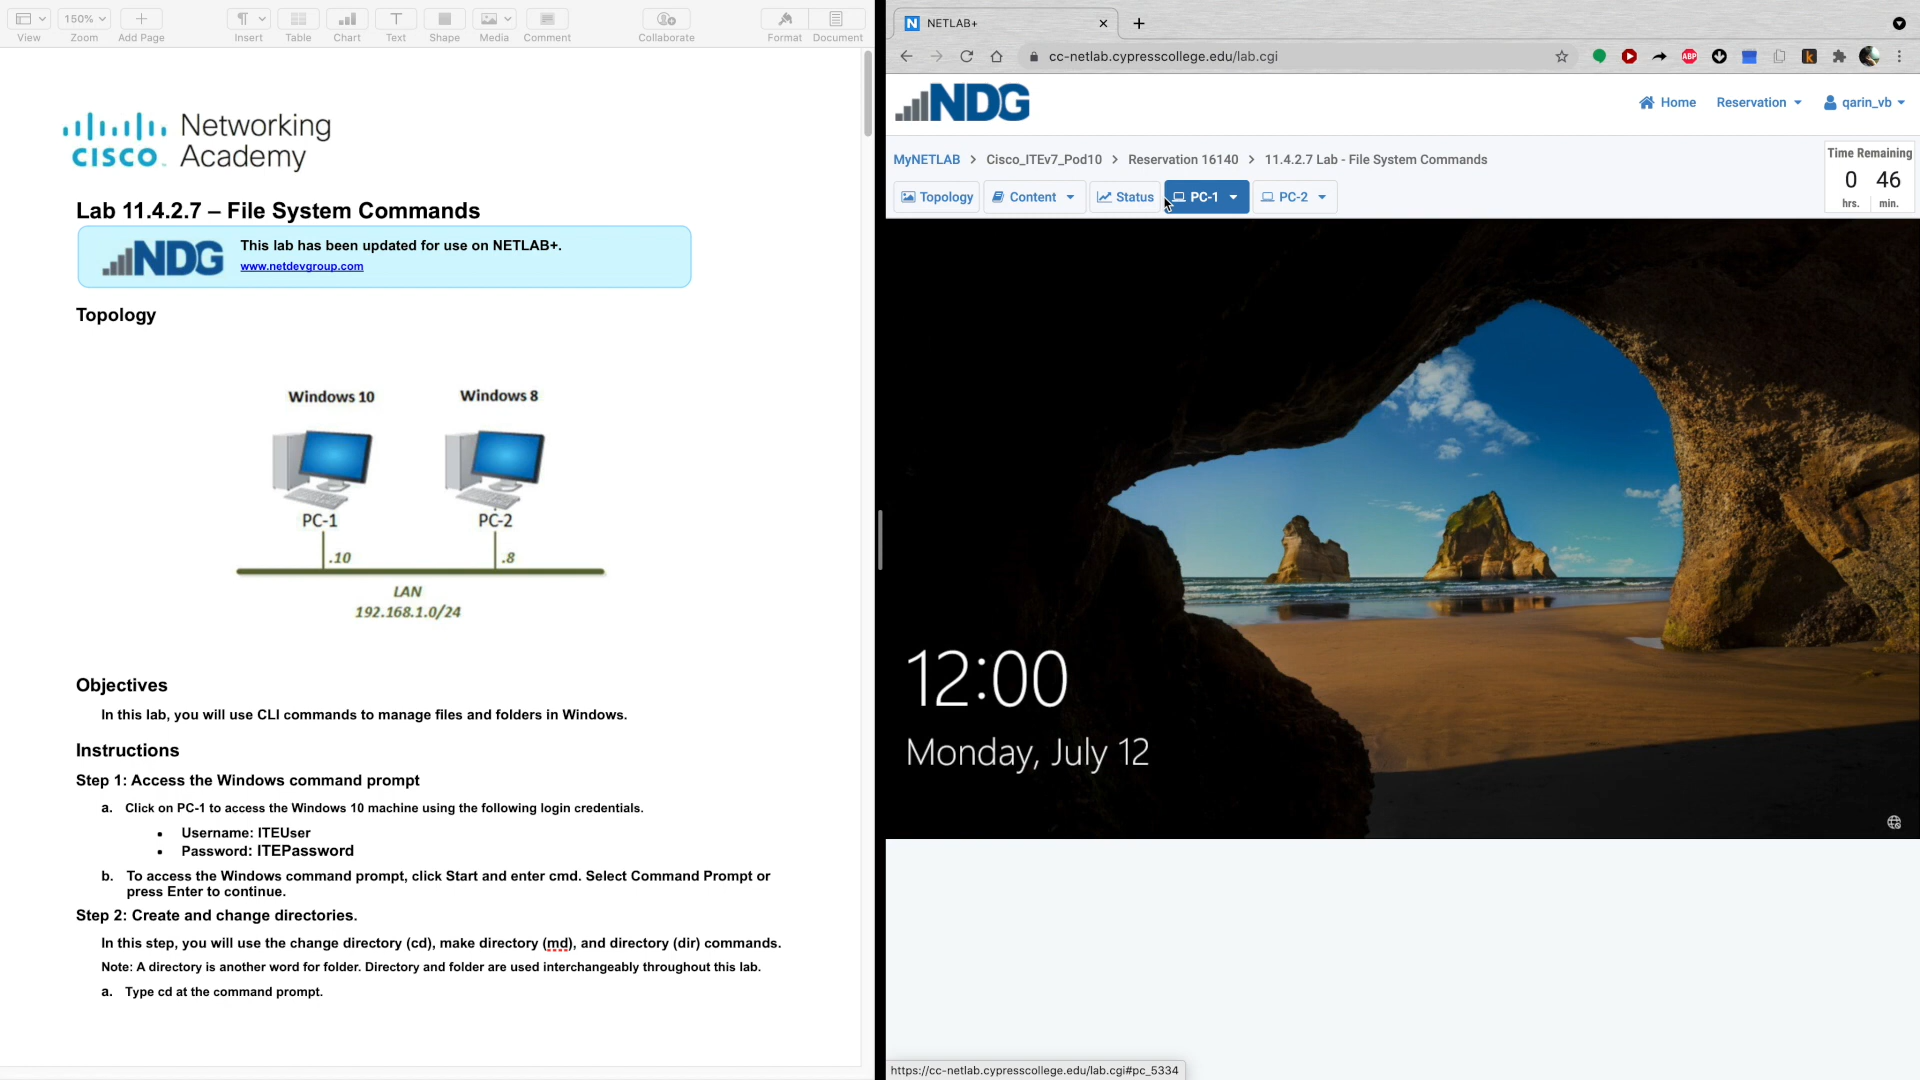 150%
View
Zoom
Add Page
Insert
Table
Chart
Text
Shape
Media
Comment
Collaborate
Format
Document
CISCO
Networking
Academy
Lab 11.4.2.7 – File System Commands
NDG
This lab has been updated for use on NETLAB+.
www.netdevgroup.com
Topology
Windows 10
Windows 8
PC-1
PC-2
.10
.8
LAN
192.168.1.0/24
Objectives
In this lab, you will use CLI commands to manage files and folders in Windows.
Instructions
Step 1: Access the Windows command prompt
a. Click on PC-1 to access the Windows 10 machine using the following login credentials.
• Username: ITEUser
• Password: ITEPassword
b. To access the Windows command prompt, click Start and enter cmd. Select Command Prompt or
press Enter to continue.
Step 2: Create and change directories.
In this step, you will use the change directory (cd), make directory (md), and directory (dir) commands.
Note: A directory is another word for folder. Directory and folder are used interchangeably throughout this lab.
a. Type cd at the command prompt.
N NETLAB+
cc-netlab.cypresscollege.edu/lab.cgi
ABP
k
NDG
Home
Reservation
qarin_vb
MyNETLAB > Cisco_ITEv7_Pod10 > Reservation 16140 > 11.4.2.7 Lab - File System Commands
Time Remaining
0 46
hrs. min.
Topology
Content
Status
PC-1
PC-2
12:00
Monday, July 12
https://cc-netlab.cypresscollege.edu/lab.cgi#pc_5334